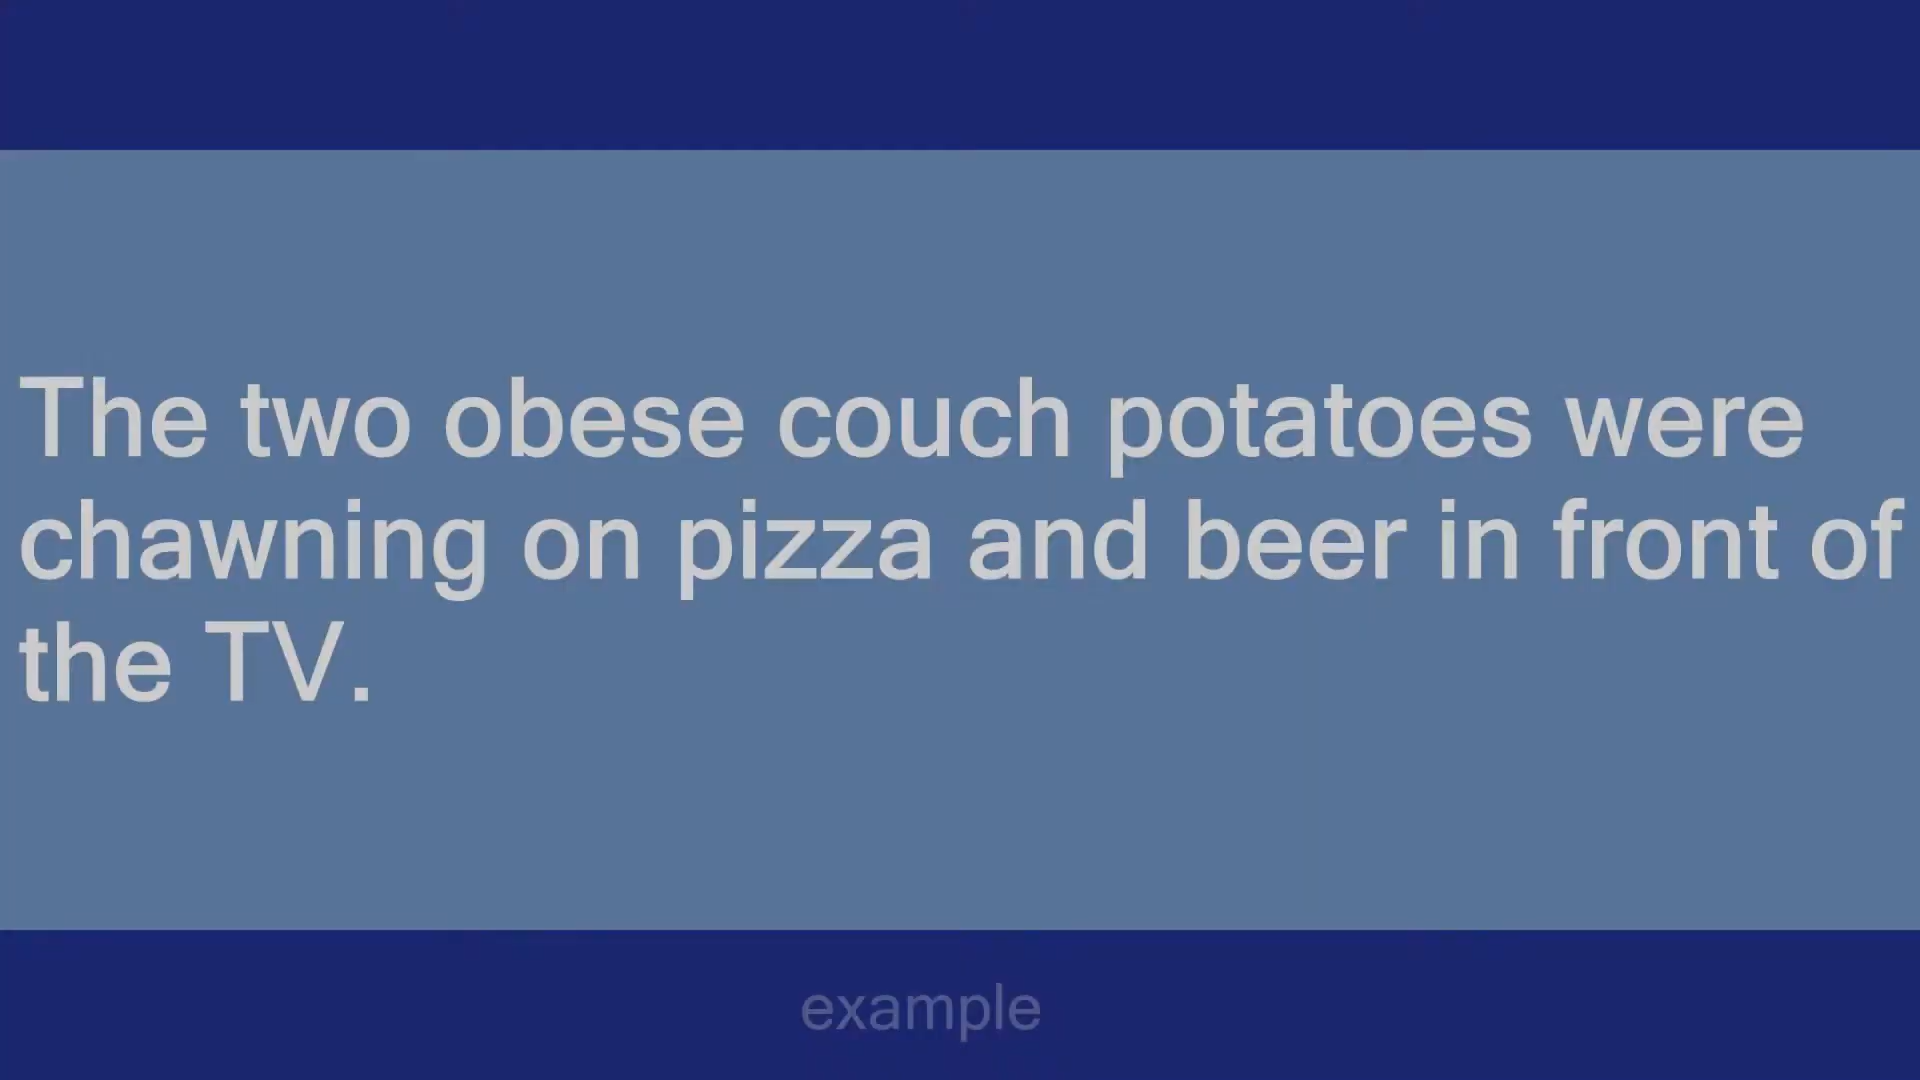 The two obese couch potatoes were
chawning on pizza and beer in front of
the TV.
example